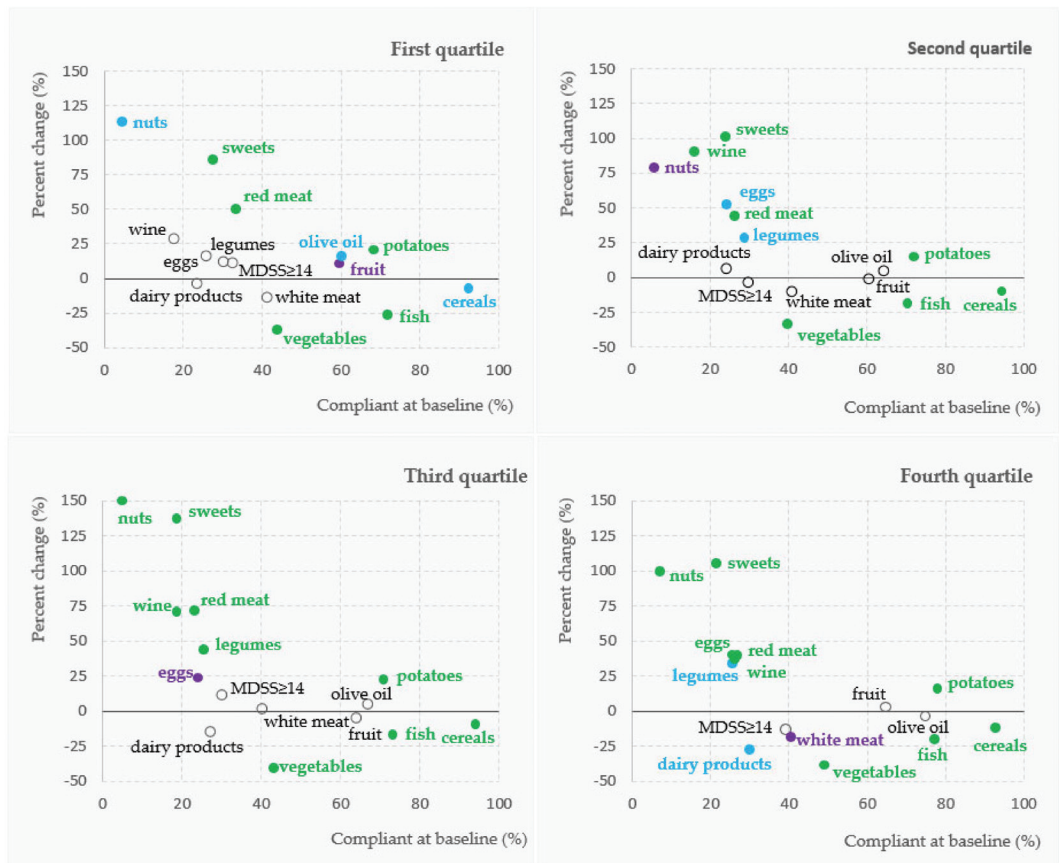 First quartile
Percent change (%)
150
125
100
75
50
25
0
-25
-50
nuts
sweets
red meat
wine
legumes
olive oil
potatoes
eggs
MDSS≥14
fruit
dairy products
white meat
cereals
fish
vegetables
0 20 40 60 80 100
Compliant at baseline (%)
Second quartile
Percent change (%)
150
125
100
75
50
25
0
-25
-50
sweets
wine
nuts
eggs
red meat
legumes
dairy products
olive oil
potatoes
MDSS≥14
white meat
fruit
fish
cereals
vegetables
0 20 40 60 80 100
Compliant at baseline (%)
Third quartile
Percent change (%)
150
125
100
75
50
25
0
-25
-50
nuts
sweets
wine
red meat
legumes
eggs
MDSS≥14
olive oil
potatoes
white meat
dairy products
fruit
fish
cereals
vegetables
0 20 40 60 80 100
Compliant at baseline (%)
Fourth quartile
Percent change (%)
150
125
100
75
50
25
0
-25
-50
nuts
sweets
eggs
red meat
legumes
wine
fruit
potatoes
MDSS≥14
olive oil
white meat
cereals
dairy products
fish
vegetables
0 20 40 60 80 100
Compliant at baseline (%)